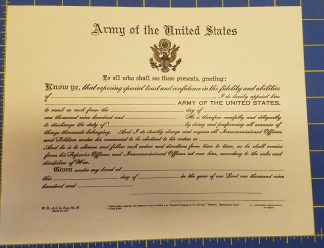 Army of the United States
To all who shall see these presents, greeting:
Know ye, that reposing special trust and confidence in the fidelity and abilities
of I do hereby appoint him
ARMY OF THE UNITED STATES,
to rank as such from the day of
one thousand nine hundred and He is therefore carefully and diligently
to discharge the duty of by doing and performing all manner of
things thereunto belonging. And I do strictly charge and require all Noncommissioned Officers
and Soldiers under his command to be obedient to his orders as
And he is to observe and follow such orders and directions from time to time, as he shall receive
from his Superior Officers and Noncommissioned Officers set over him, according to the rules and
discipline of War.
Given under my hand at
this day of in the year of our Lord one thousand nine
hundred and
W. D., A. G. O. Form No. 58